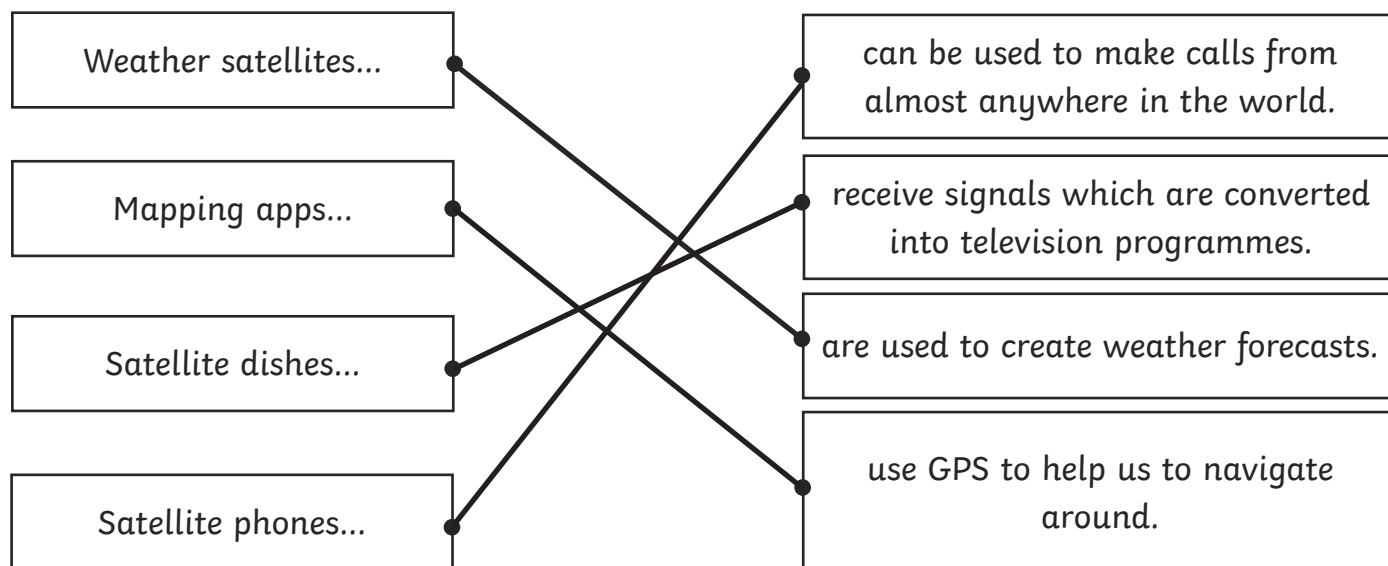 Weather satellites...
Mapping apps...
Satellite dishes...
Satellite phones...
can be used to make calls from
almost anywhere in the world.
receive signals which are converted
into television programmes.
are used to create weather forecasts.
use GPS to help us to navigate
around.